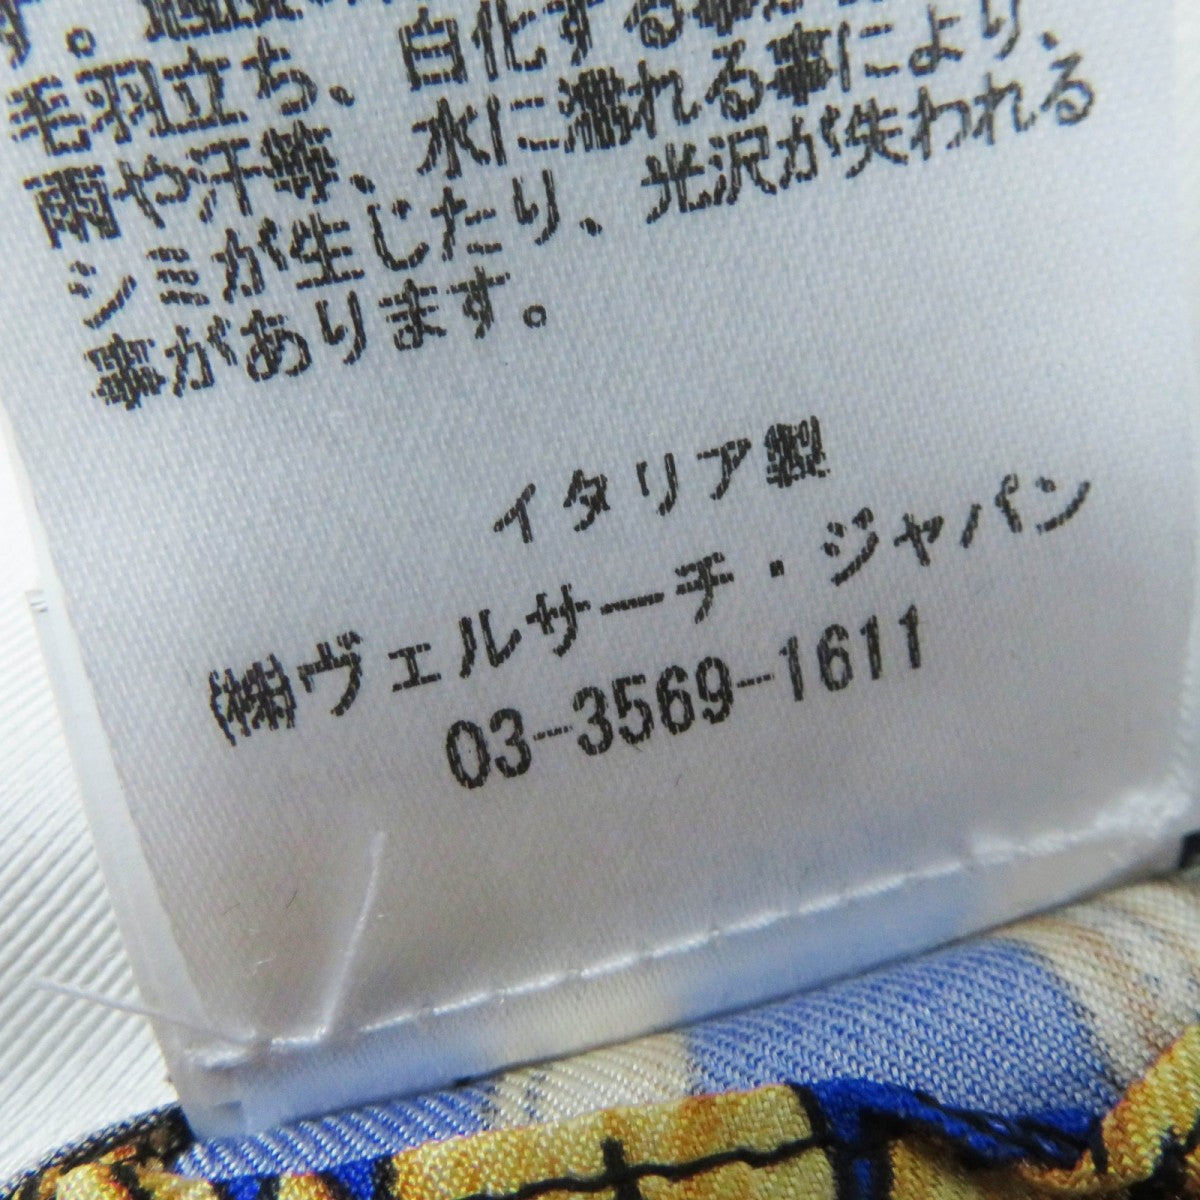 す。
毛羽立ち、白化する事
雨や汗等、水に濡れる事により、
シミが生じたり、光沢が失われる
事があります。
イタリア製
㈱ヴェルサーチ・ジャパン
03-3569-1611